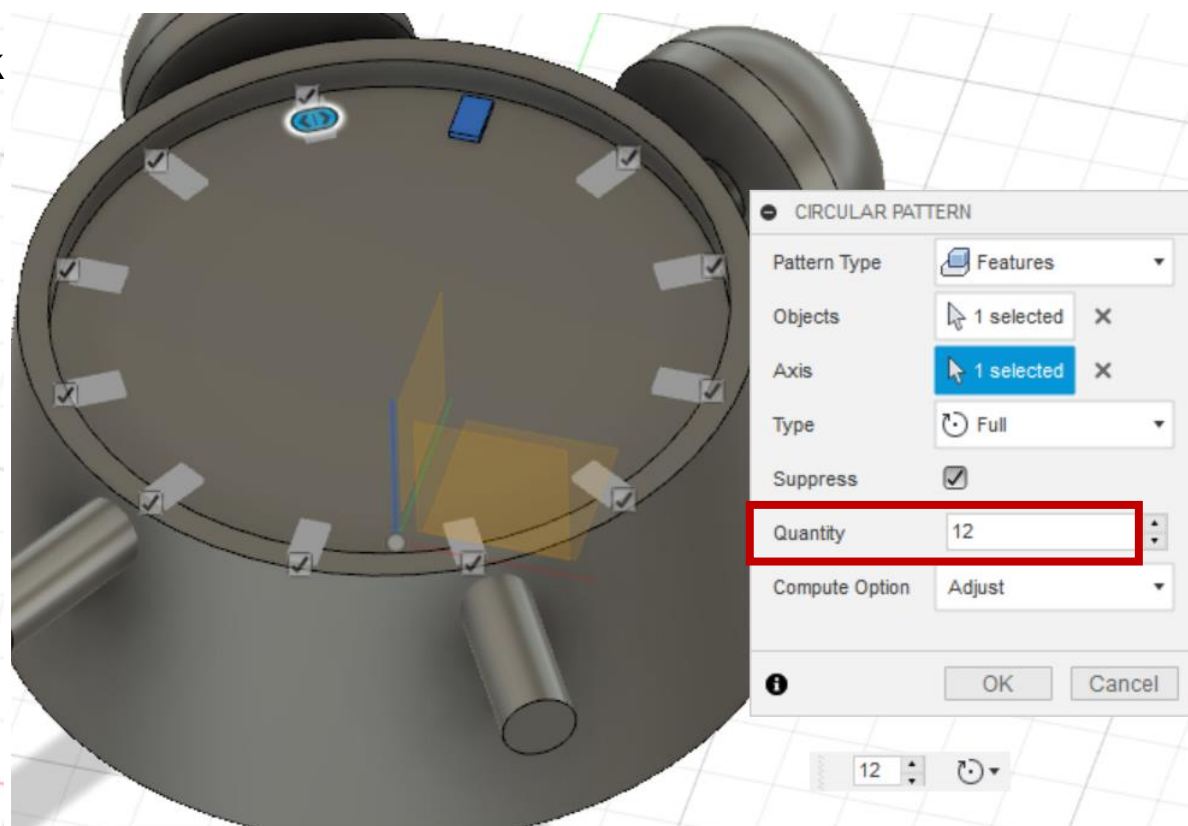 CIRCULAR PATTERN
Pattern Type Features
Objects 1 selected
Axis 1 selected
Type Full
Suppress
Quantity 12
Compute Option Adjust
OK Cancel
12